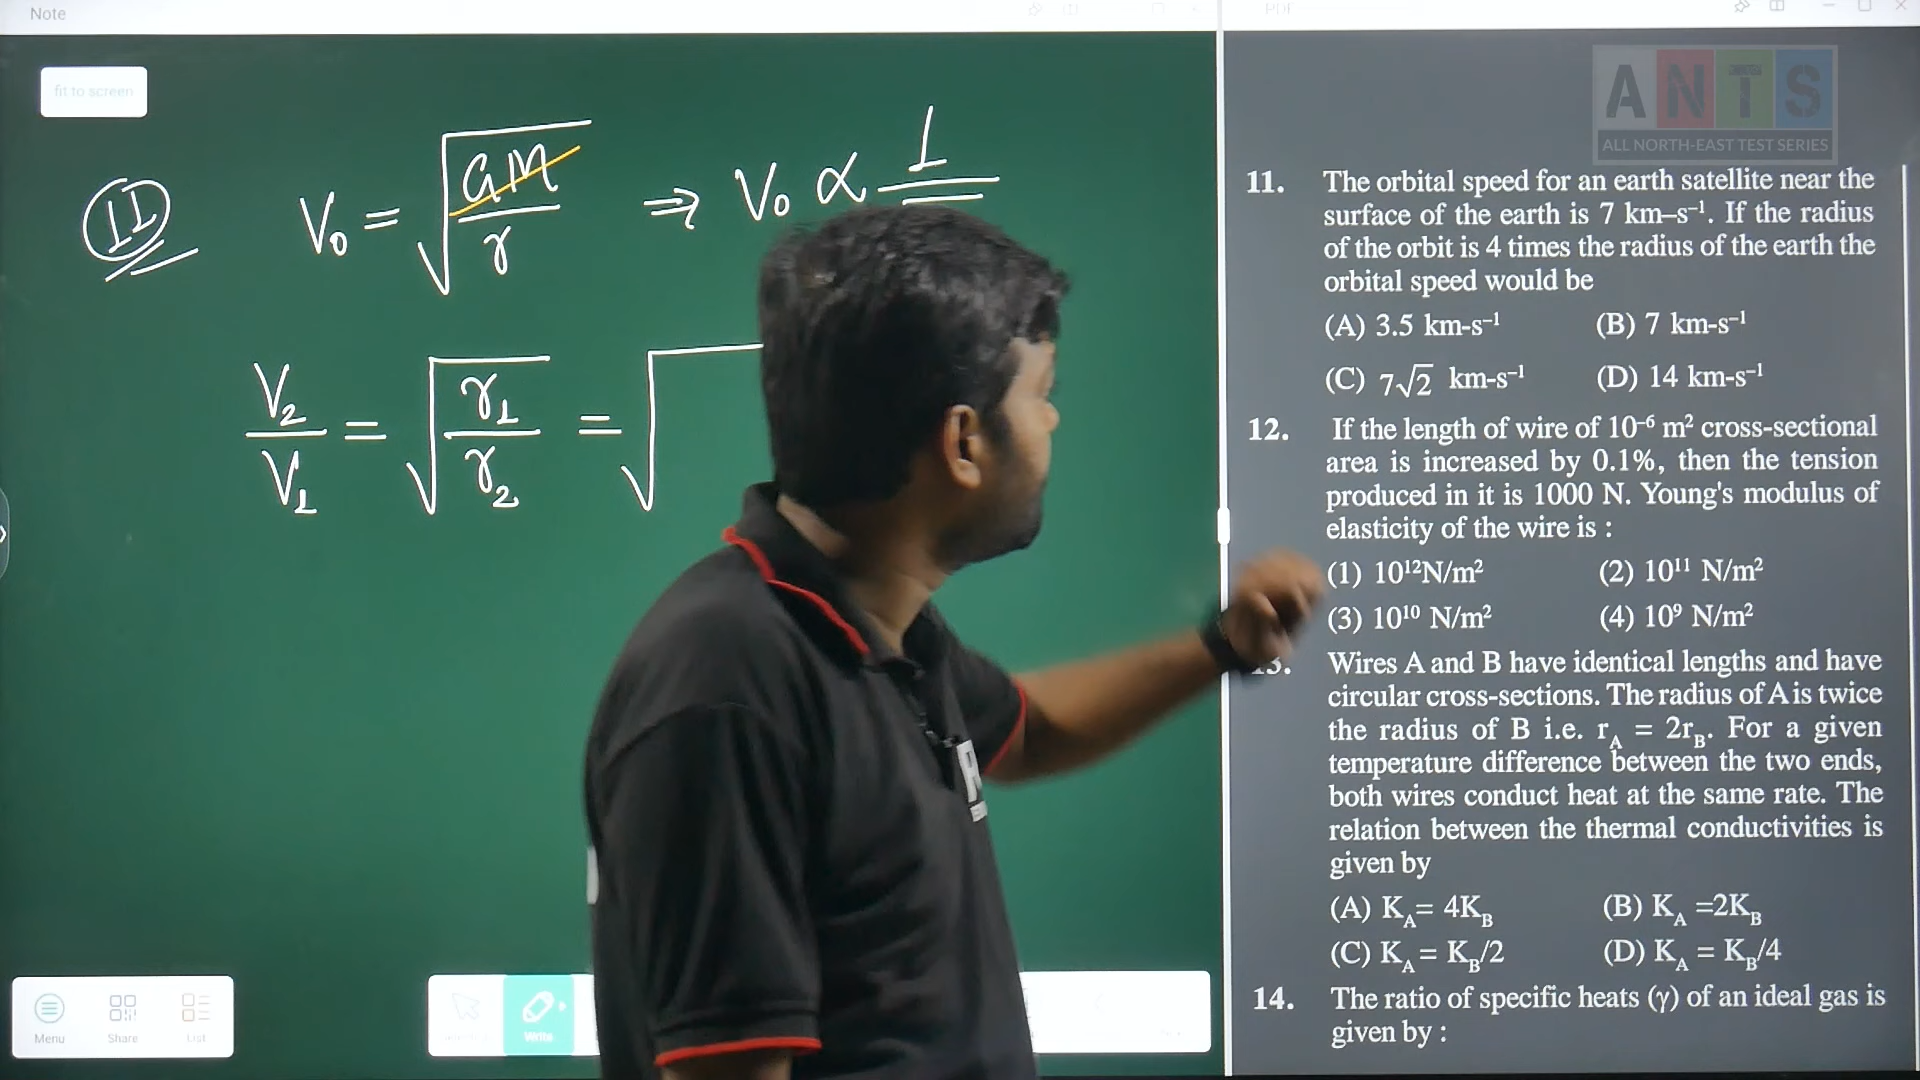 Note
PDF
fit to screen
11
V₀ = √(GM/r) ⇒ V₀ ∝ 1
V₂/V₁ = √(r₁/r₂) = √
ANTS
ALL NORTH-EAST TEST SERIES
11. The orbital speed for an earth satellite near the
surface of the earth is 7 km–s⁻¹. If the radius
of the orbit is 4 times the radius of the earth the
orbital speed would be
(A) 3.5 km-s⁻¹ (B) 7 km-s⁻¹
(C) 7√2 km-s⁻¹ (D) 14 km-s⁻¹
12. If the length of wire of 10⁻⁶ m² cross-sectional
area is increased by 0.1%, then the tension
produced in it is 1000 N. Young's modulus of
elasticity of the wire is :
(1) 10¹²N/m² (2) 10¹¹ N/m²
(3) 10¹⁰ N/m² (4) 10⁹ N/m²
13. Wires A and B have identical lengths and have
circular cross-sections. The radius of A is twice
the radius of B i.e. r_A = 2r_B. For a given
temperature difference between the two ends,
both wires conduct heat at the same rate. The
relation between the thermal conductivities is
given by
(A) K_A = 4K_B (B) K_A =2K_B
(C) K_A = K_B/2 (D) K_A = K_B/4
14. The ratio of specific heats (γ) of an ideal gas is
given by :
Menu Share List
Write